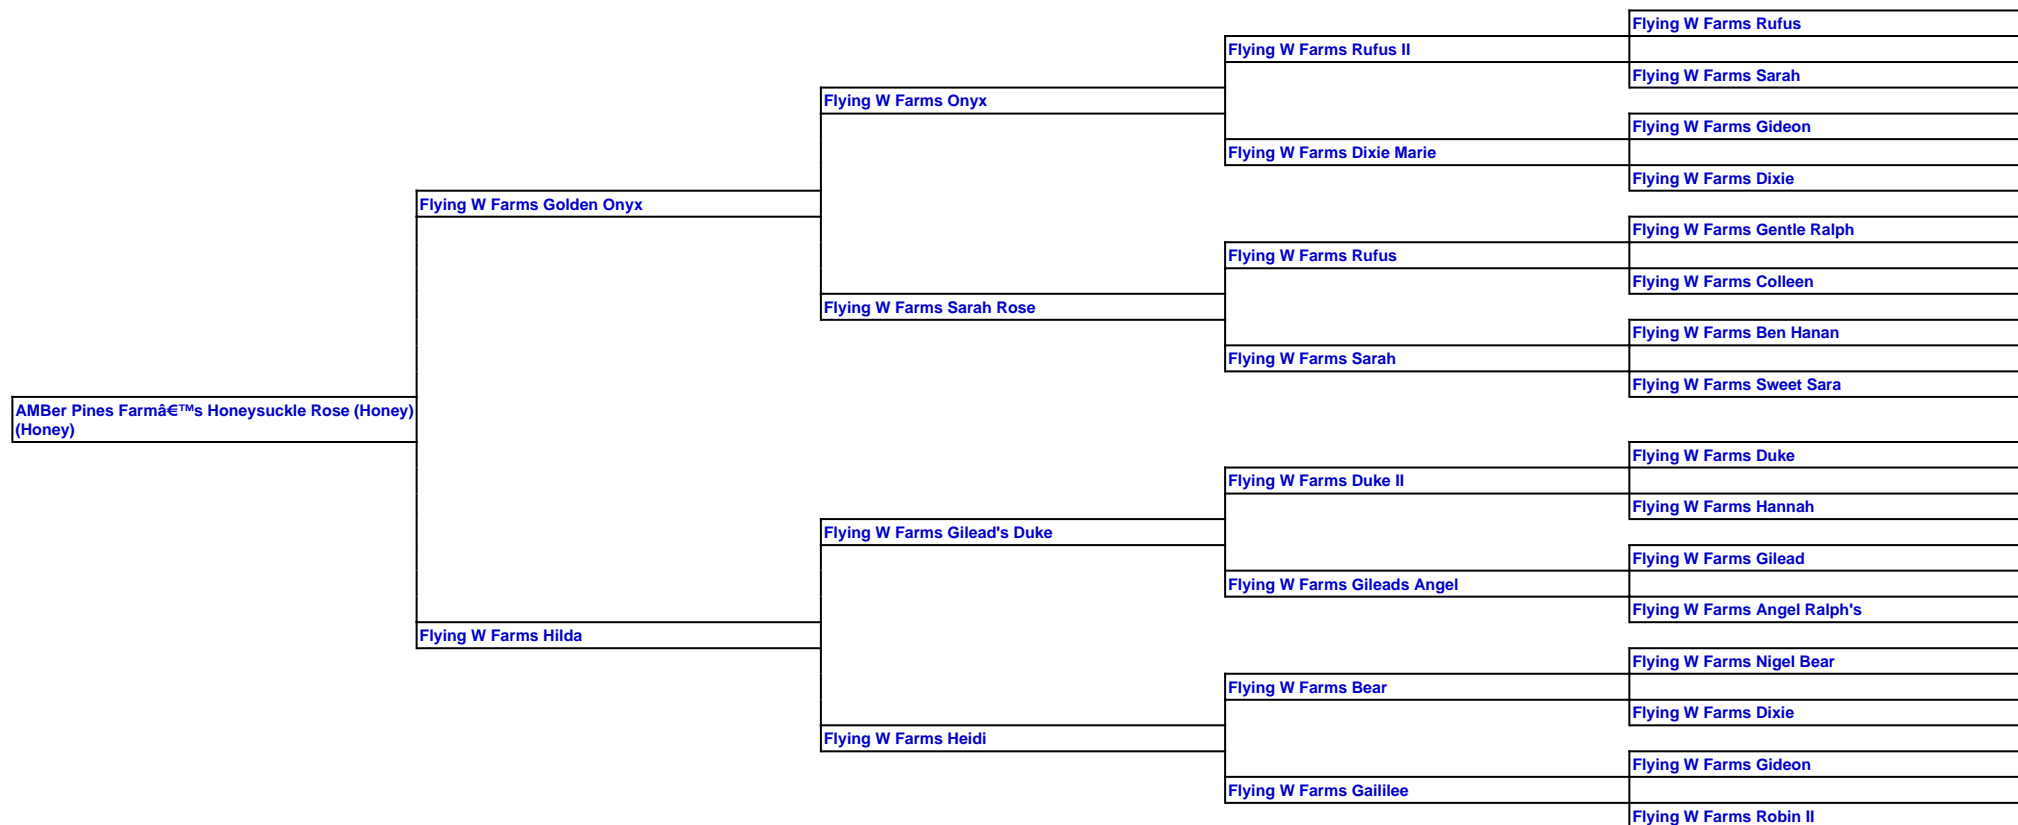 Flying W Farms Rufus
Flying W Farms Rufus II
Flying W Farms Sarah
Flying W Farms Onyx
Flying W Farms Gideon
Flying W Farms Dixie Marie
Flying W Farms Dixie
Flying W Farms Golden Onyx
Flying W Farms Gentle Ralph
Flying W Farms Rufus
Flying W Farms Colleen
Flying W Farms Sarah Rose
Flying W Farms Ben Hanan
Flying W Farms Sarah
Flying W Farms Sweet Sara
AMBer Pines Farmâ€™s Honeysuckle Rose (Honey)
(Honey)
Flying W Farms Duke
Flying W Farms Duke II
Flying W Farms Hannah
Flying W Farms Gilead's Duke
Flying W Farms Gilead
Flying W Farms Gileads Angel
Flying W Farms Angel Ralph's
Flying W Farms Hilda
Flying W Farms Nigel Bear
Flying W Farms Bear
Flying W Farms Dixie
Flying W Farms Heidi
Flying W Farms Gideon
Flying W Farms Gaililee
Flying W Farms Robin II